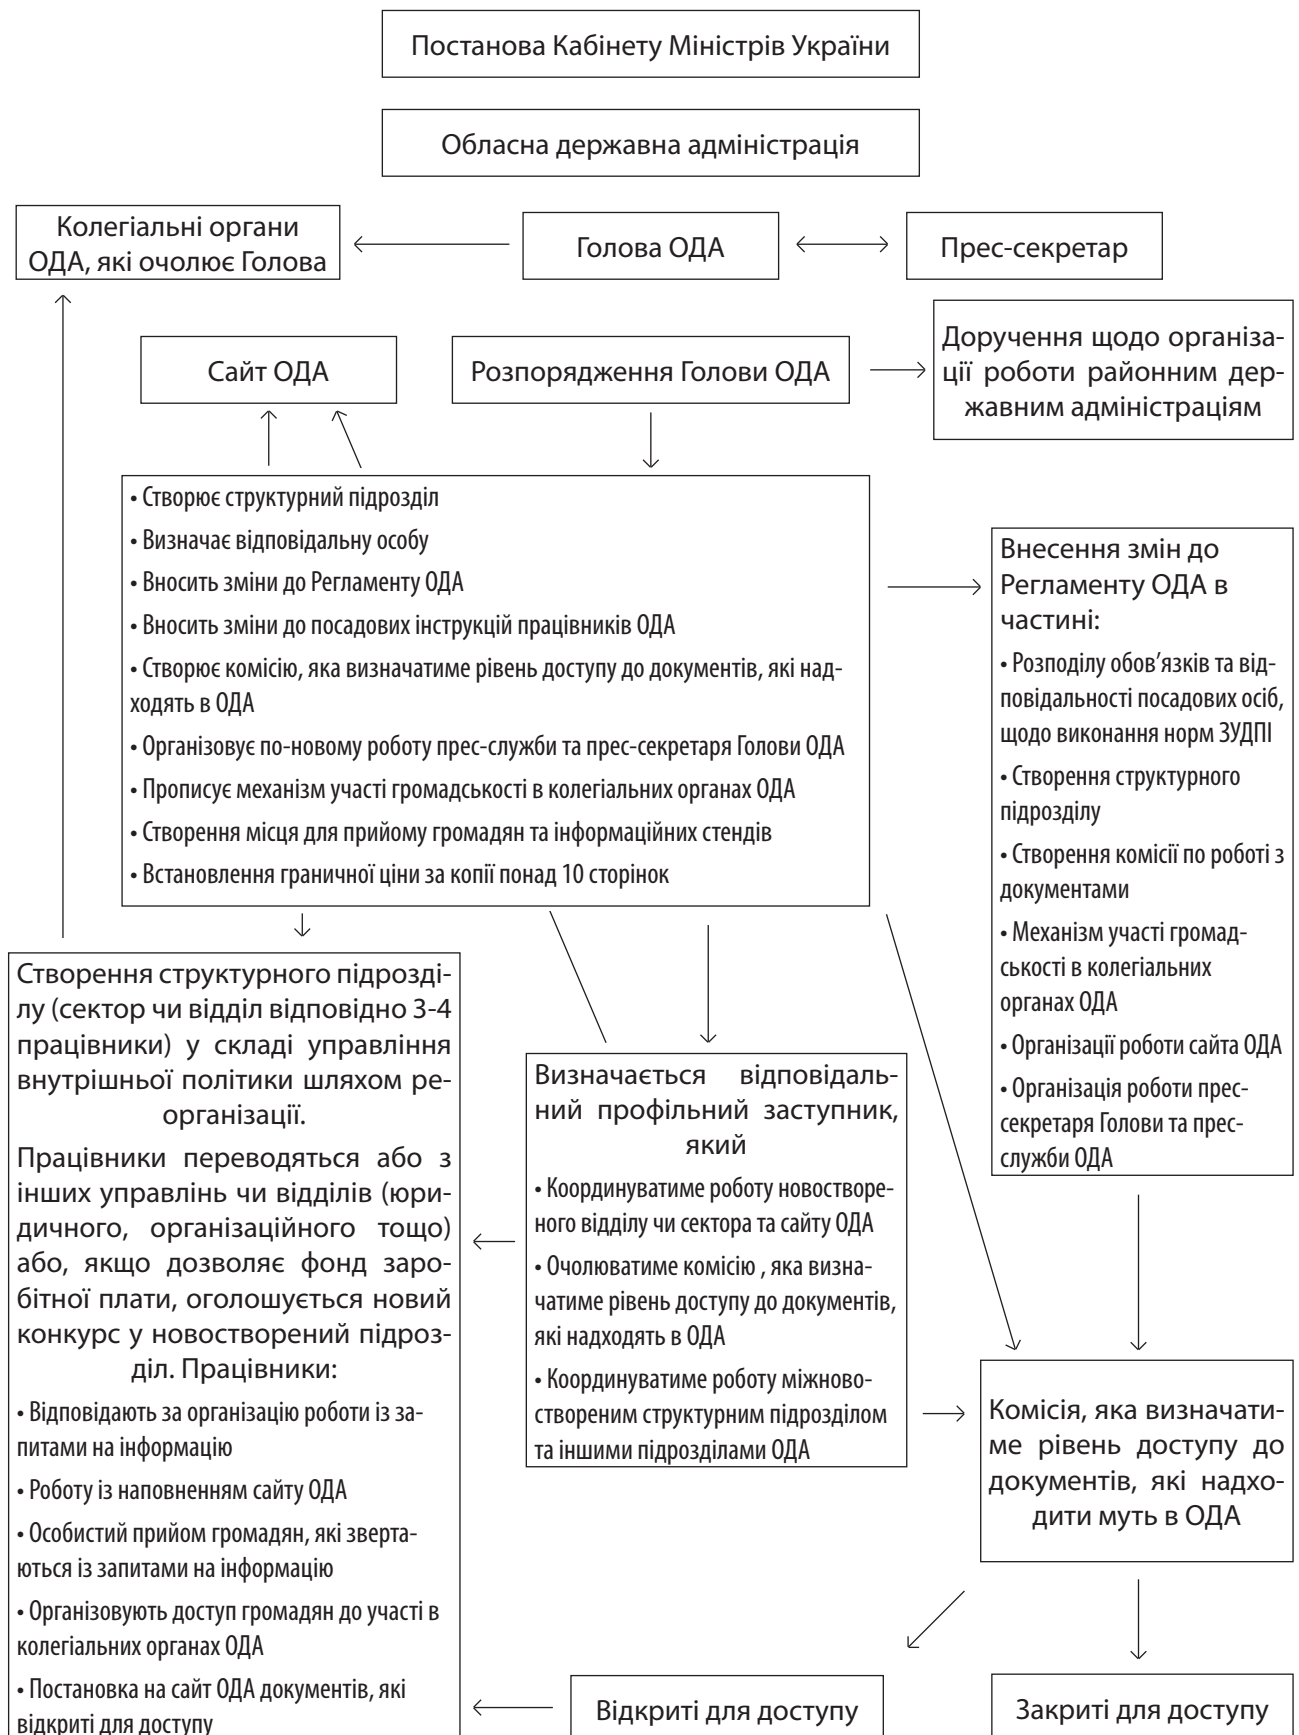 Постанова Кабінету Міністрів України
Обласна державна адміністрація
Колегіальні органи
ОДА, які очолює Голова
Голова ОДА
Прес-секретар
Сайт ОДА
Розпорядження Голови ОДА
Доручення щодо організа-
ції роботи районним дер-
жавним адміністраціям
• Створює структурний підрозділ
• Визначає відповідальну особу
• Вносить зміни до Регламенту ОДА
• Вносить зміни до посадових інструкцій працівників ОДА
• Створює комісію, яка визначатиме рівень доступу до документів, які над-
ходять в ОДА
• Організовує по-новому роботу прес-служби та прес-секретаря Голови ОДА
• Прописує механізм участі громадськості в колегіальних органах ОДА
• Створення місця для прийому громадян та інформаційних стендів
• Встановлення граничної ціни за копії понад 10 сторінок
Внесення змін до
Регламенту ОДА в
частині:
• Розподілу обов’язків та від-
повідальності посадових осіб,
щодо виконання норм ЗУДПІ
• Створення структурного
підрозділу
• Створення комісії по роботі з
документами
• Механізм участі громад-
ськості в колегіальних
органах ОДА
• Організації роботи сайта ОДА
• Організація роботи прес-
секретаря Голови та прес-
служби ОДА
Створення структурного підрозді-
лу (сектор чи відділ відповідно 3-4
працівники) у складі управління
внутрішньої політики шляхом ре-
організації.
Працівники переводяться або з
інших управлінь чи відділів (юри-
дичного, організаційного тощо)
або, якщо дозволяє фонд заро-
бітної плати, оголошується новий
конкурс у новостворений підроз-
діл. Працівники:
• Відповідають за організацію роботи із за-
питами на інформацію
• Роботу із наповненням сайту ОДА
• Особистий прийом громадян, які зверта-
ються із запитами на інформацію
• Організовують доступ громадян до участі в
колегіальних органах ОДА
• Постановка на сайт ОДА документів, які
відкриті для доступу
Визначається відповідаль-
ний профільний заступник,
який
• Координуватиме роботу новостворе-
ного відділу чи сектора та сайту ОДА
• Очолюватиме комісію , яка визна-
чатиме рівень доступу до документів,
які надходять в ОДА
• Координуватиме роботу міжново-
створеним структурним підрозділом
та іншими підрозділами ОДА
Комісія, яка визначати-
ме рівень доступу до
документів, які надхо-
дити муть в ОДА
Відкриті для доступу
Закриті для доступу